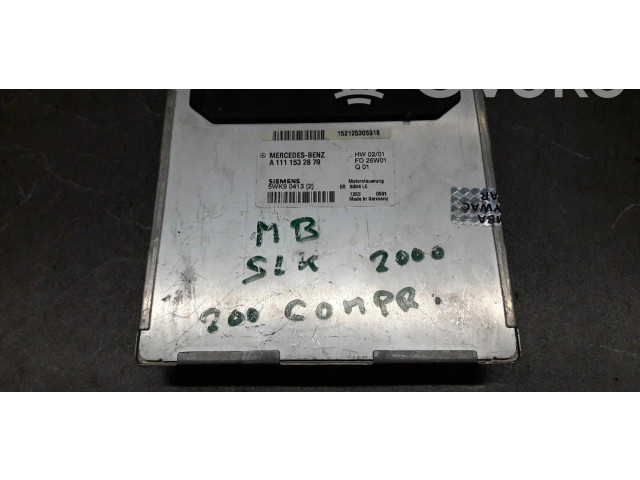 OVOKO
152125305918
MERCEDES-BENZ HW 02/01
A 111 153 28 79 FD 26W01
Q 01
SIEMENS Motorsteuerung
5WK9 0413 [2]
Made in Germany
MB
SLK 2000
200 COMPR.